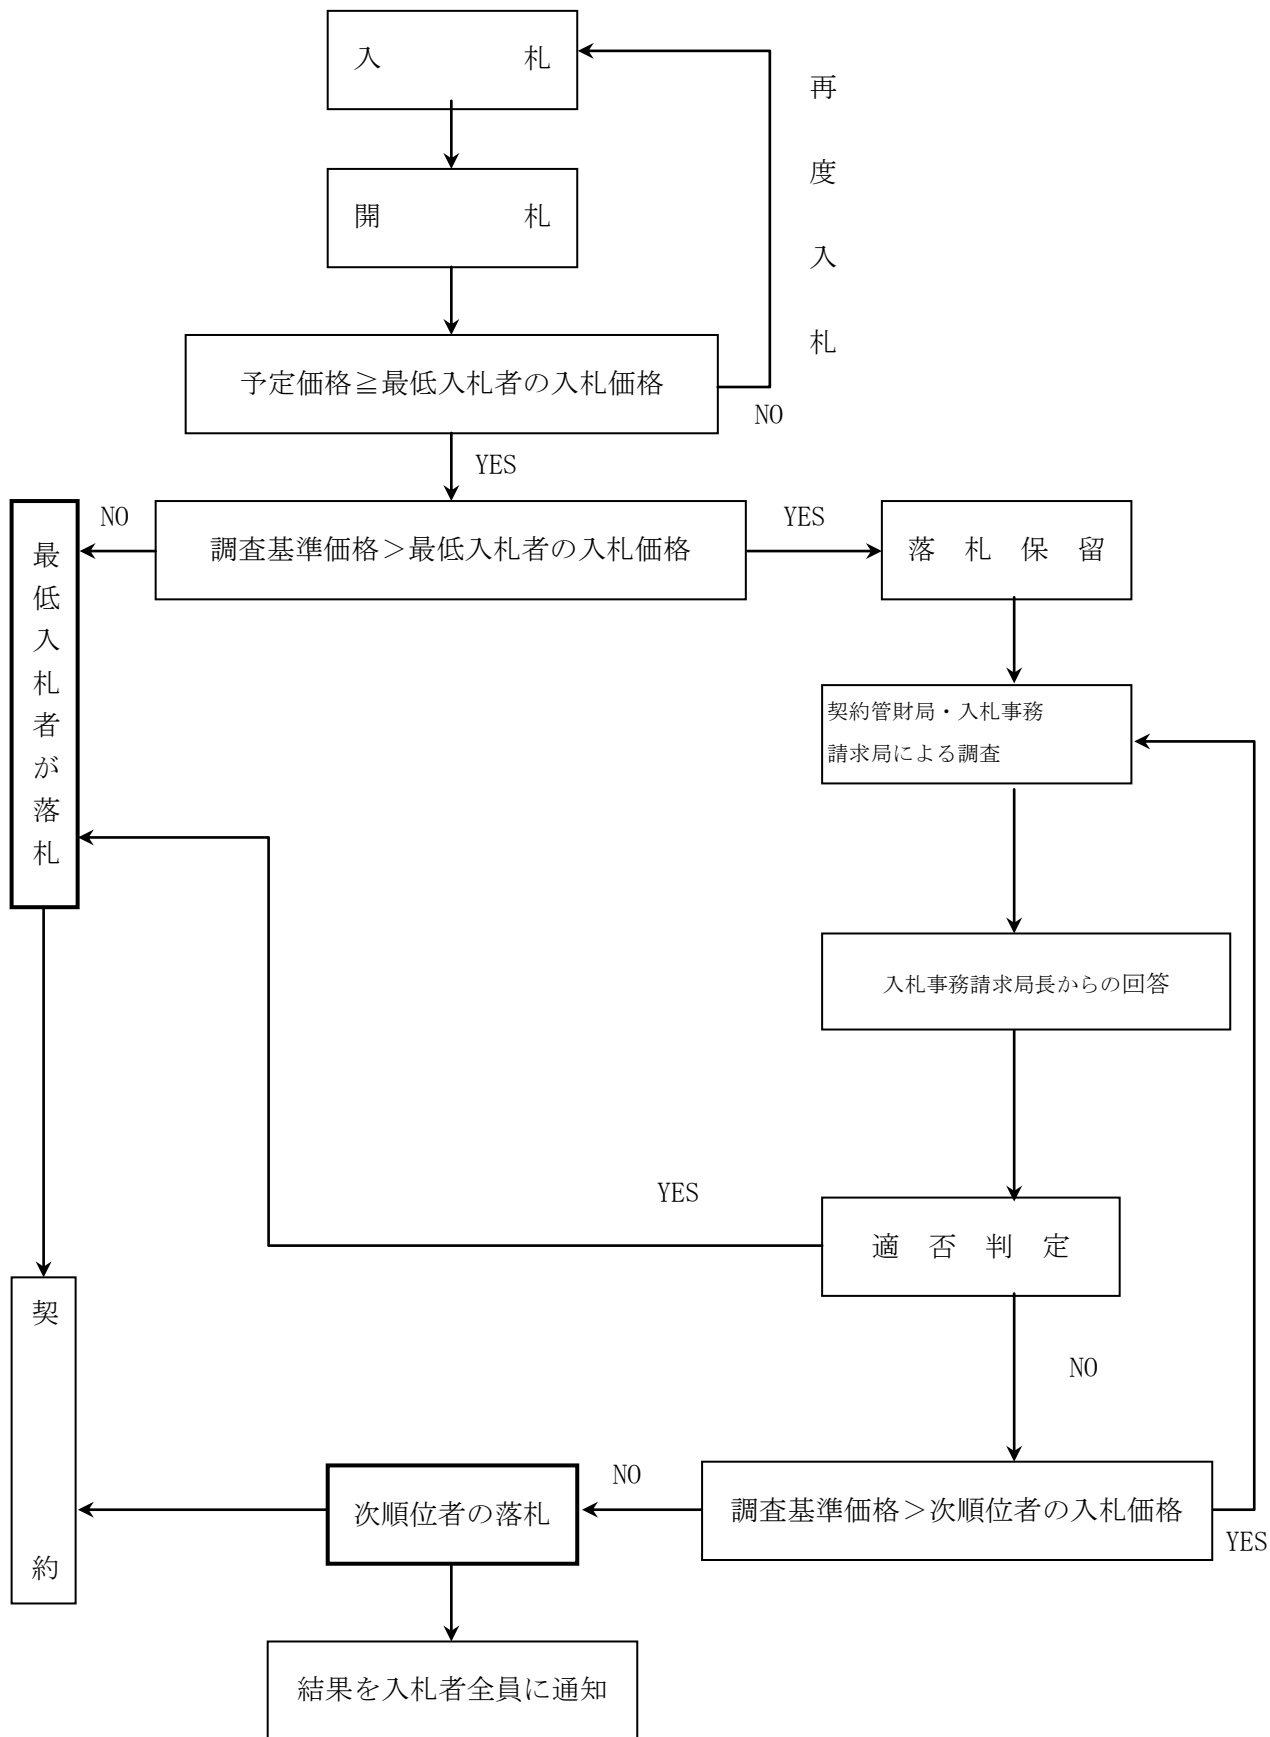 入　　　　　札
再度入札
開　　　　　札
予定価格≧最低入札者の入札価格
NO
YES
NO
調査基準価格＞最低入札者の入札価格
YES
落　札　保　留
最低入札者が落札
契約管財局・入札事務
請求局による調査
入札事務請求局長からの回答
YES
適　否　判　定
NO
契　　　　　約
次順位者の落札
NO
調査基準価格＞次順位者の入札価格
YES
結果を入札者全員に通知